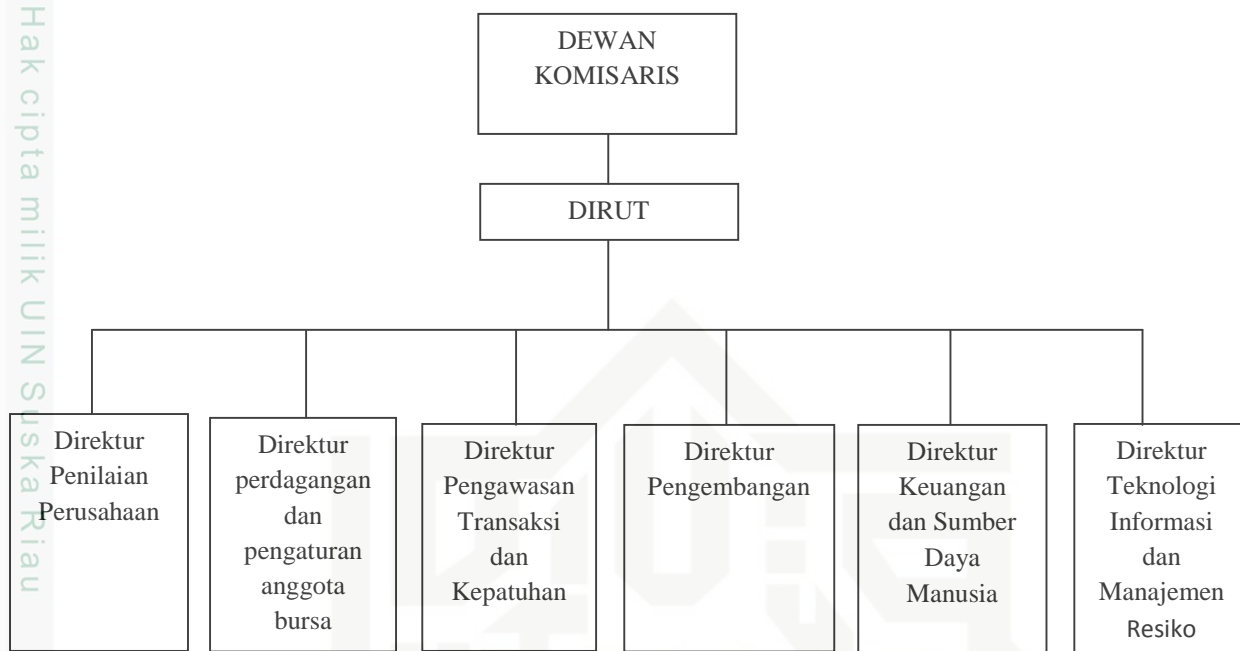 Hak cipta milik UIN Suska Riau
DEWAN
KOMISARIS
DIRUT
Direktur
Penilaian
Perusahaan
Direktur
perdagangan
dan
pengaturan
anggota
bursa
Direktur
Pengawasan
Transaksi
dan
Kepatuhan
Direktur
Pengembangan
Direktur
Keuangan
dan Sumber
Daya
Manusia
Direktur
Teknologi
Informasi
dan
Manajemen
Resiko